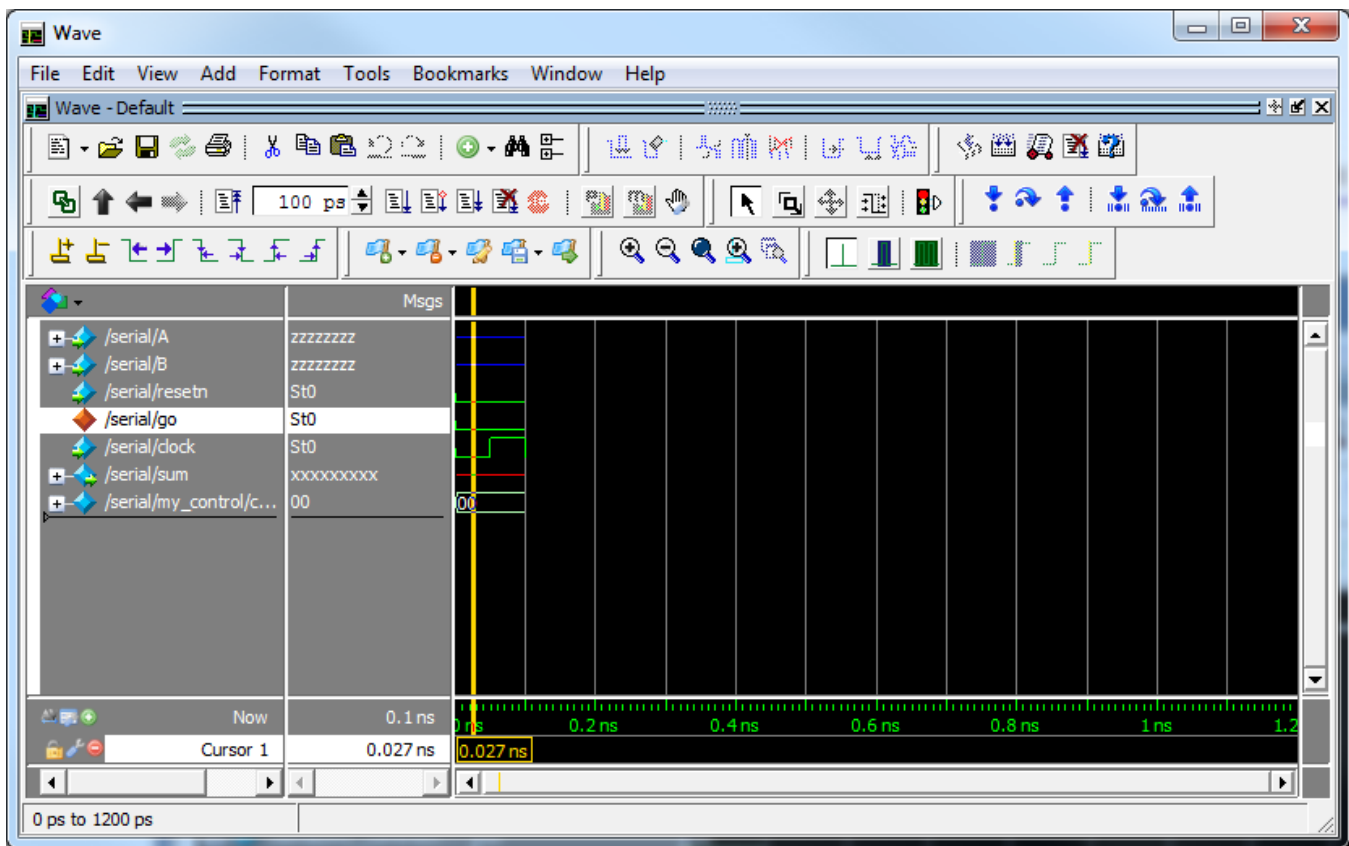 Wave
File Edit View Add Format Tools Bookmarks Window Help
Wave - Default
100 ps
Msgs
/serial/A zzzzzzzz
/serial/B zzzzzzzz
/serial/resetn St0
/serial/go St0
/serial/clock St0
/serial/sum xxxxxxxxx
/serial/my_control/c... 00 00
Now 0.1 ns 0.2 ns 0.4 ns 0.6 ns 0.8 ns 1 ns 1.2
Cursor 1 0.027 ns 0.027 ns
0 ps to 1200 ps